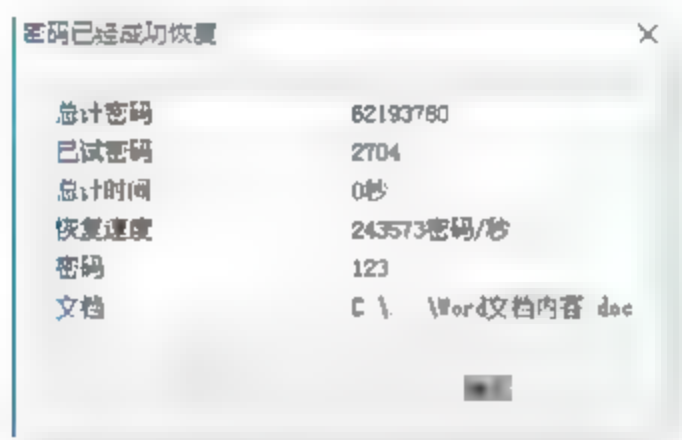 密码已经成功恢复
总计密码 62193780
已试密码 2704
总计时间 0秒
恢复速度 243573密码/秒
密码 123
文档 C \. \Word文档内容 doc